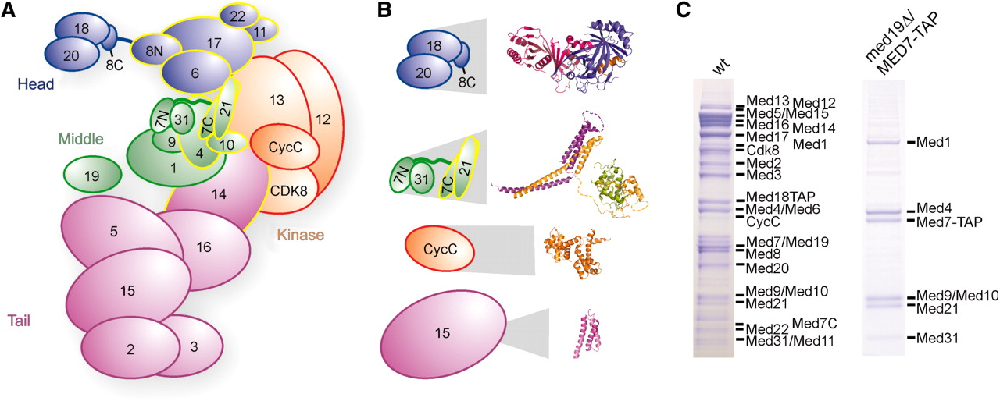 A
22
18
17
11
8N
20
8C
6
Head
13
12
21
7N
31
7C
Middle
9
10
4
CycC
1
19
14
CDK8
5
16
Kinase
15
Tail
2
3
B
18
20
8C
7N
31
7C
21
CycC
15
C
wt
Med13 Med12
Med5/Med15
Med16 Med14
Med17
Cdk8 Med1
Med2
Med3
Med18TAP
Med4/Med6
CycC
Med7/Med19
Med8
Med20
Med9/Med10
Med21
Med22 Med7C
Med31/Med11
med19Δ/
MED7-TAP
Med1
Med4
Med7-TAP
Med9/Med10
Med21
Med31